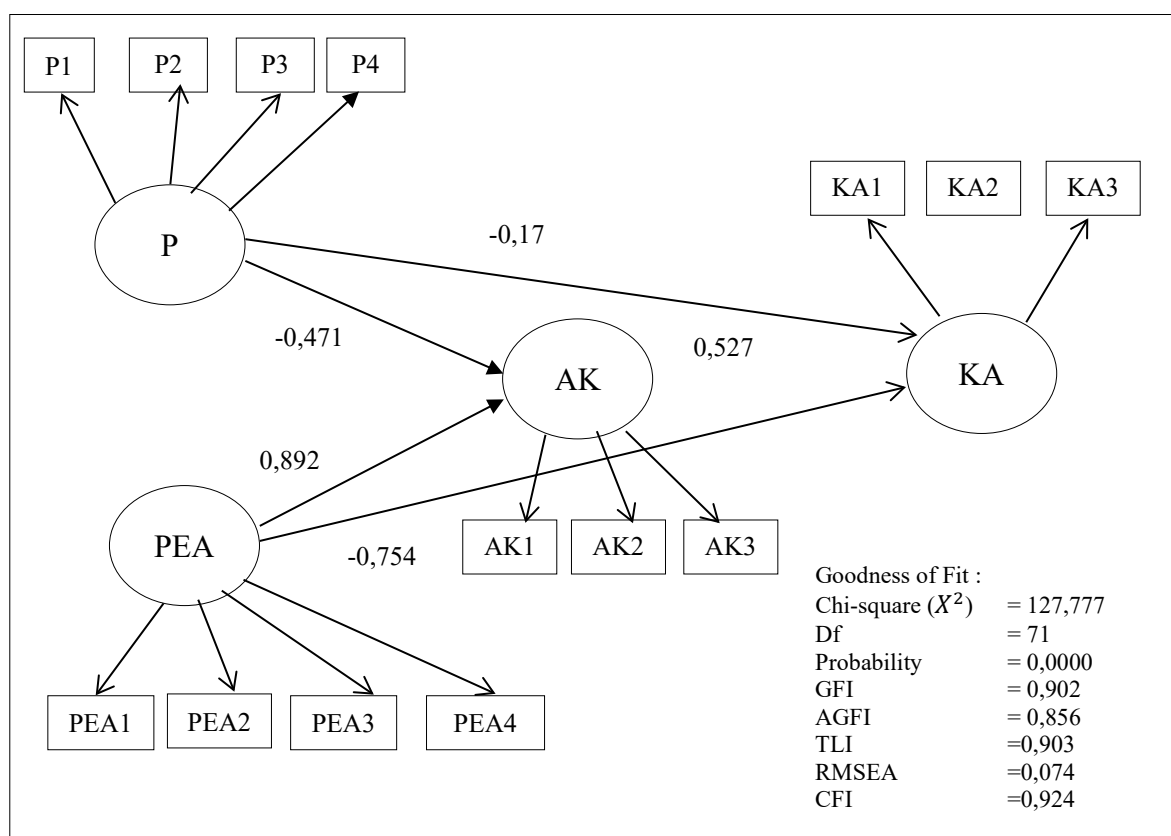 P1 P2 P3 P4
KA1 KA2 KA3
P
-0,17
-0,471
0,527
AK
KA
0,892
PEA
-0,754
AK1 AK2 AK3
PEA1 PEA2 PEA3 PEA4
Goodness of Fit :
Chi-square (X²) = 127,777
Df = 71
Probability = 0,0000
GFI = 0,902
AGFI = 0,856
TLI =0,903
RMSEA =0,074
CFI =0,924